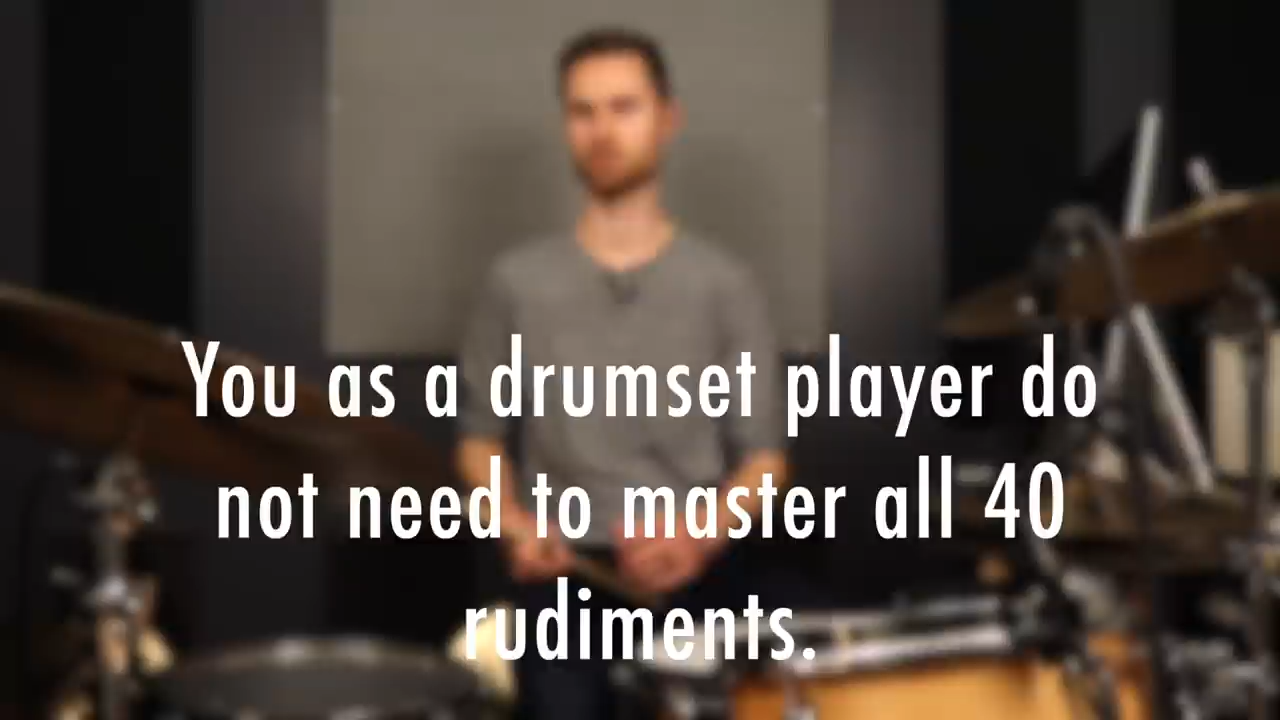 You as a drumset player do
not need to master all 40
rudiments.